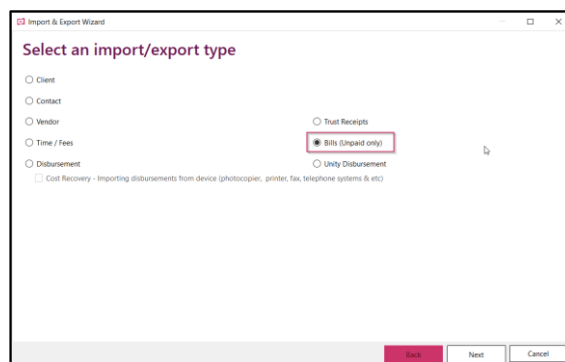 Import & Export Wizard
Select an import/export type
Client
Contact
Vendor
Trust Receipts
Time / Fees
Bills (Unpaid only)
Disbursement
Unity Disbursement
Cost Recovery - Importing disbursements from device (photocopier, printer, fax, telephone systems & etc)
Back
Next
Cancel